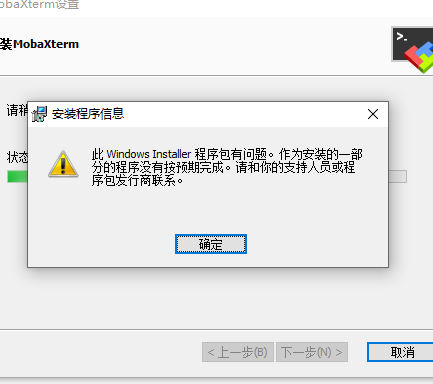 obaXterm设置
装MobaXterm
>.
请稍
安装程序信息
状态
此 Windows Installer 程序包有问题。作为安装的一部
分的程序没有按预期完成。请和你的支持人员或程
序包发行商联系。
确定
< 上一步(B)
下一步(N) >
取消